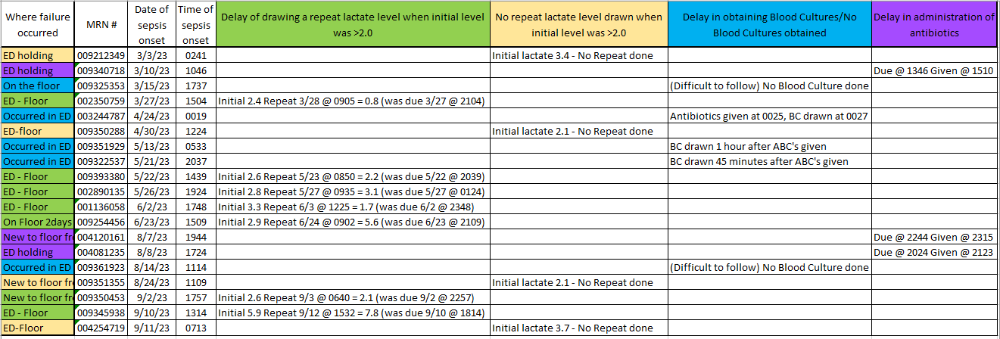 Where failure occurred | MRN # | Date of sepsis onset | Time of sepsis onset | Delay of drawing a repeat lactate level when initial level was >2.0 | No repeat lactate level drawn when initial level was >2.0 | Delay in obtaining Blood Cultures/No Blood Cultures obtained | Delay in administration of antibiotics
ED holding 009212349 3/3/23 0241 Initial lactate 3.4 - No Repeat done
ED holding 009340718 3/10/23 1046 Due @ 1346 Given @ 1510
On the floor 009325353 3/15/23 1737 (Difficult to follow) No Blood Culture done
ED - Floor 002350759 3/27/23 1504 Initial 2.4 Repeat 3/28 @ 0905 = 0.8 (was due 3/27 @ 2104)
Occurred in ED 003244787 4/24/23 0019 Antibiotics given at 0025, BC drawn at 0027
ED-floor 009350288 4/30/23 1224 Initial lactate 2.1 - No Repeat done
Occurred in ED 009351929 5/13/23 0533 BC drawn 1 hour after ABC's given
Occurred in ED 009322537 5/21/23 2037 BC drawn 45 minutes after ABC's given
ED - Floor 009393380 5/22/23 1439 Initial 2.6 Repeat 5/23 @ 0850 = 2.2 (was due 5/22 @ 2039)
ED - Floor 002890135 5/26/23 1924 Initial 2.8 Repeat 5/27 @ 0935 = 3.1 (was due 5/27 @ 0124)
ED - Floor 001136058 6/2/23 1748 Initial 3.3 Repeat 6/3 @ 1225 = 1.7 (was due 6/2 @ 2348)
On Floor 2days 009254456 6/23/23 1509 Initial 2.9 Repeat 6/24 @ 0902 = 5.6 (was due 6/23 @ 2109)
New to floor fr 004120161 8/7/23 1944 Due @ 2244 Given @ 2315
ED holding 004081235 8/8/23 1724 Due @ 2024 Given @ 2123
Occurred in ED 009361923 8/14/23 1114 (Difficult to follow) No Blood Culture done
New to floor fr 009351355 8/24/23 1109 Initial lactate 2.1 - No Repeat done
New to floor fr 009350453 9/2/23 1757 Initial 2.6 Repeat 9/3 @ 0640 = 2.1 (was due 9/2 @ 2257)
ED - Floor 009345938 9/10/23 1314 Initial 5.9 Repeat 9/12 @ 1532 = 7.8 (was due 9/10 @ 1814)
ED-Floor 004254719 9/11/23 0713 Initial lactate 3.7 - No Repeat done